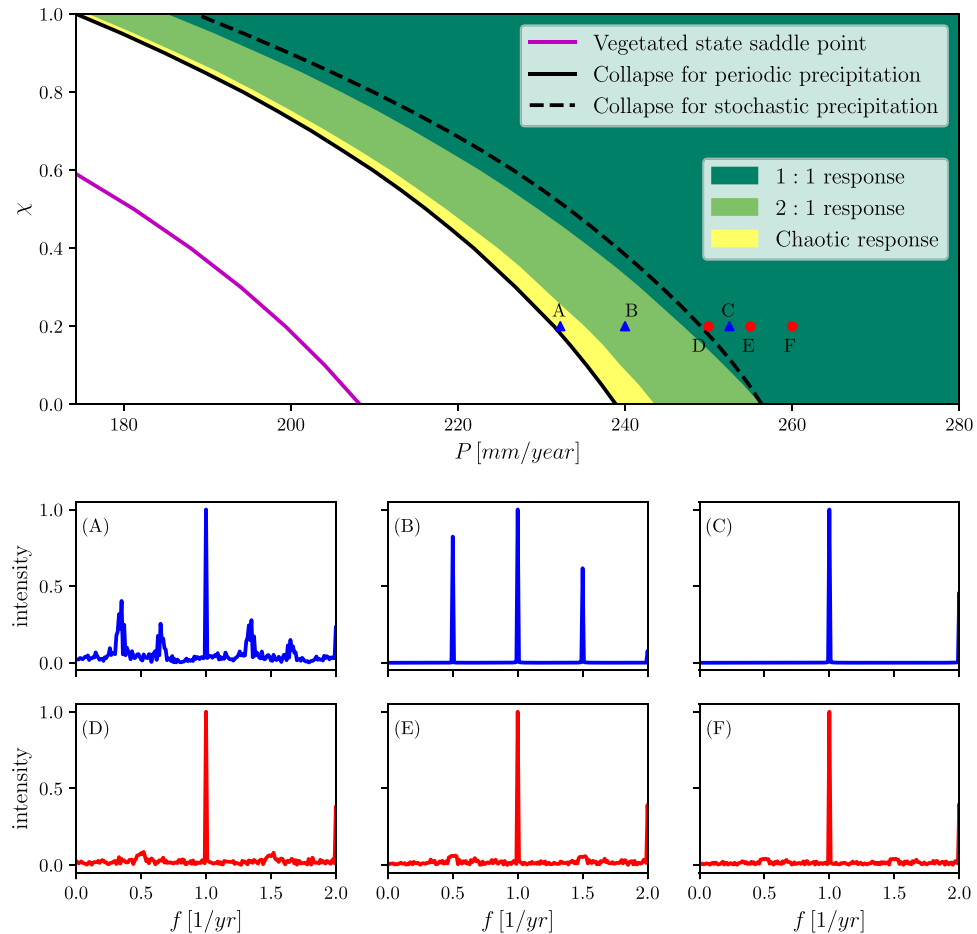 1.0
0.8
0.6
0.4
0.2
0.0
χ
Vegetated state saddle point
Collapse for periodic precipitation
Collapse for stochastic precipitation
1 : 1 response
2 : 1 response
Chaotic response
A
B
C
D
E
F
180
200
220
240
260
280
P [mm/year]
(A)
(B)
(C)
1.0
0.5
0.0
intensity
(D)
(E)
(F)
1.0
0.5
0.0
intensity
0.0 0.5 1.0 1.5 2.0
0.0 0.5 1.0 1.5 2.0
0.0 0.5 1.0 1.5 2.0
f [1/yr]
f [1/yr]
f [1/yr]